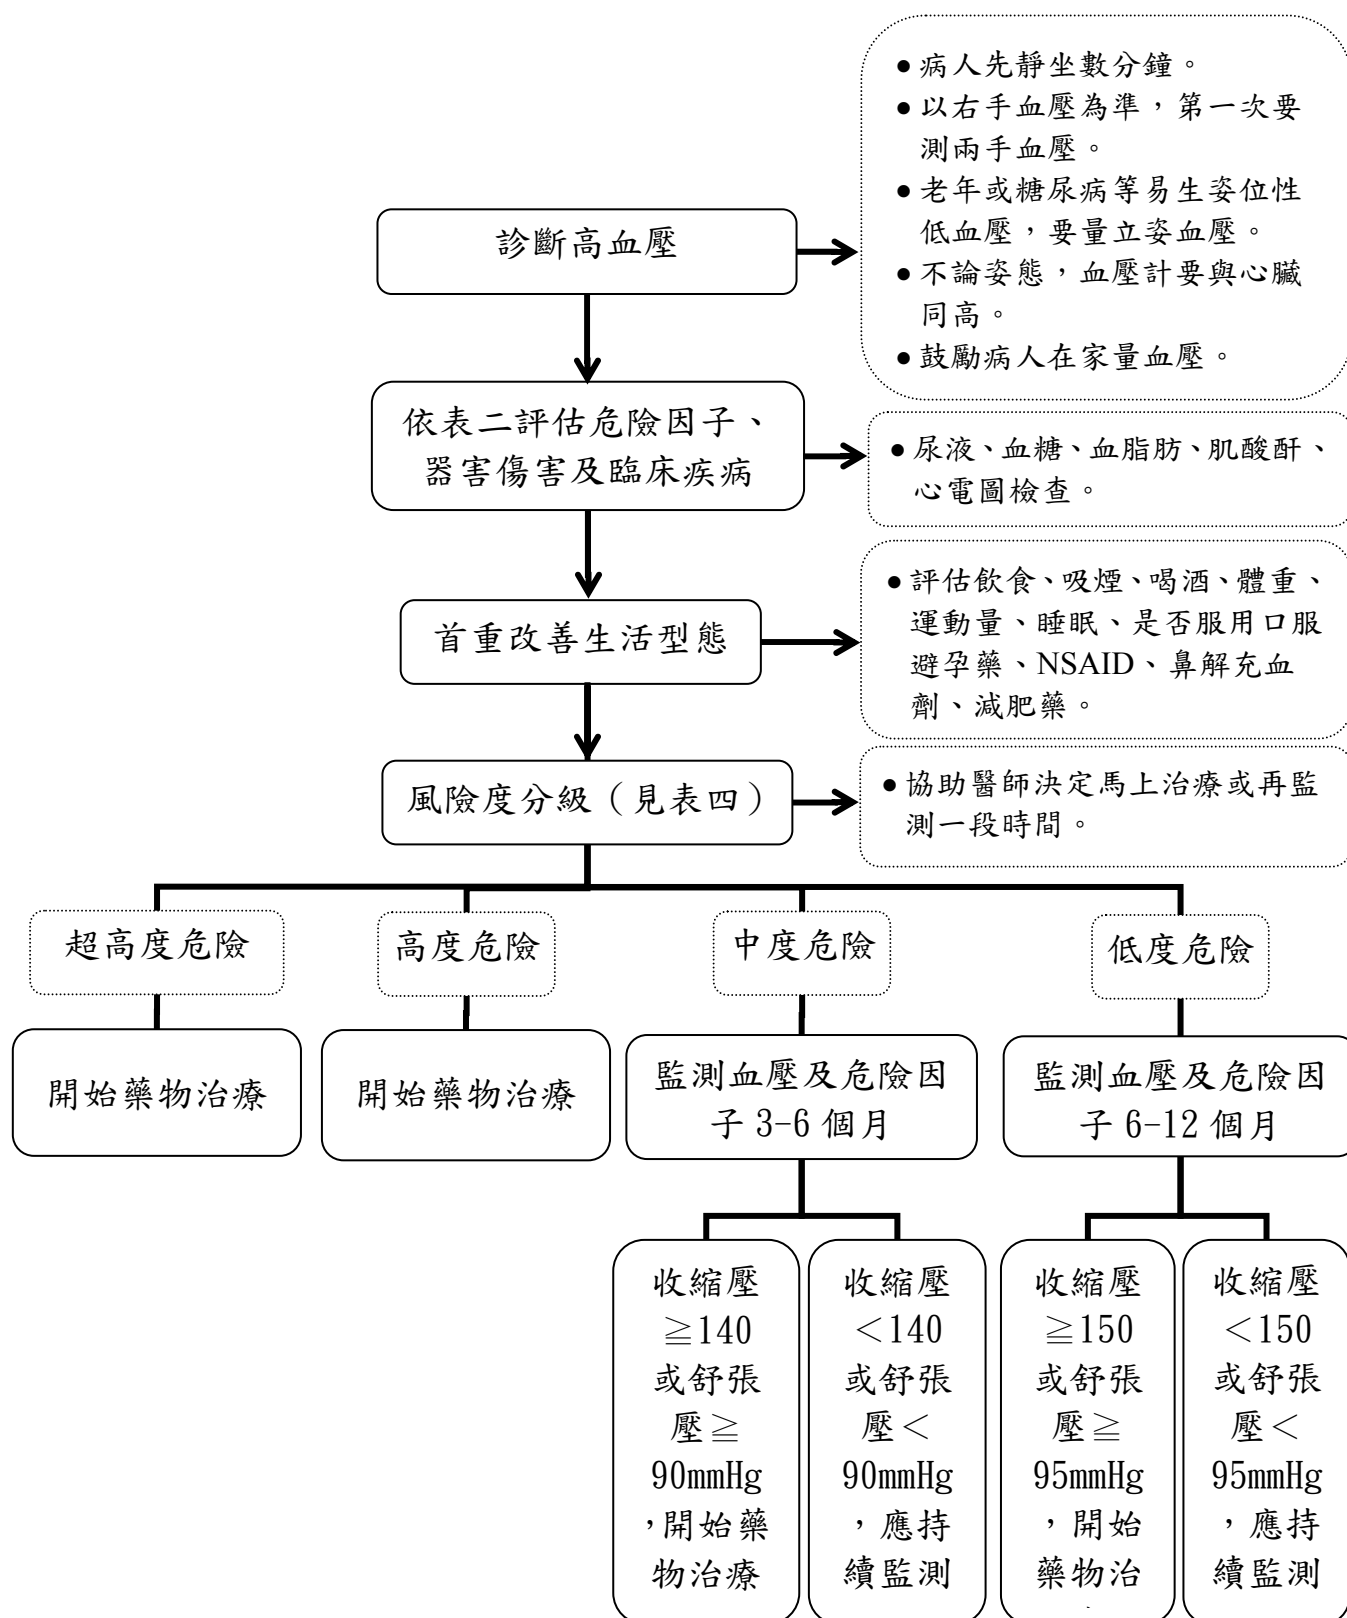 ● 病人先靜坐數分鐘。
● 以右手血壓為準，第一次要
測兩手血壓。
● 老年或糖尿病等易生姿位性
低血壓，要量立姿血壓。
● 不論姿態，血壓計要與心臟
同高。
● 鼓勵病人在家量血壓。
診斷高血壓
依表二評估危險因子、
器害傷害及臨床疾病
● 尿液、血糖、血脂肪、肌酸酐、
心電圖檢查。
首重改善生活型態
● 評估飲食、吸煙、喝酒、體重、
運動量、睡眠、是否服用口服
避孕藥、NSAID、鼻解充血
劑、減肥藥。
風險度分級（見表四）
● 協助醫師決定馬上治療或再監
測一段時間。
超高度危險
高度危險
中度危險
低度危險
開始藥物治療
開始藥物治療
監測血壓及危險因
子 3-6 個月
監測血壓及危險因
子 6-12 個月
收縮壓
≧140
或舒張
壓≧
90mmHg
，開始藥
物治療
收縮壓
＜140
或舒張
壓＜
90mmHg
，應持
續監測
收縮壓
≧150
或舒張
壓≧
95mmHg
，開始
藥物治
收縮壓
＜150
或舒張
壓＜
95mmHg
，應持
續監測